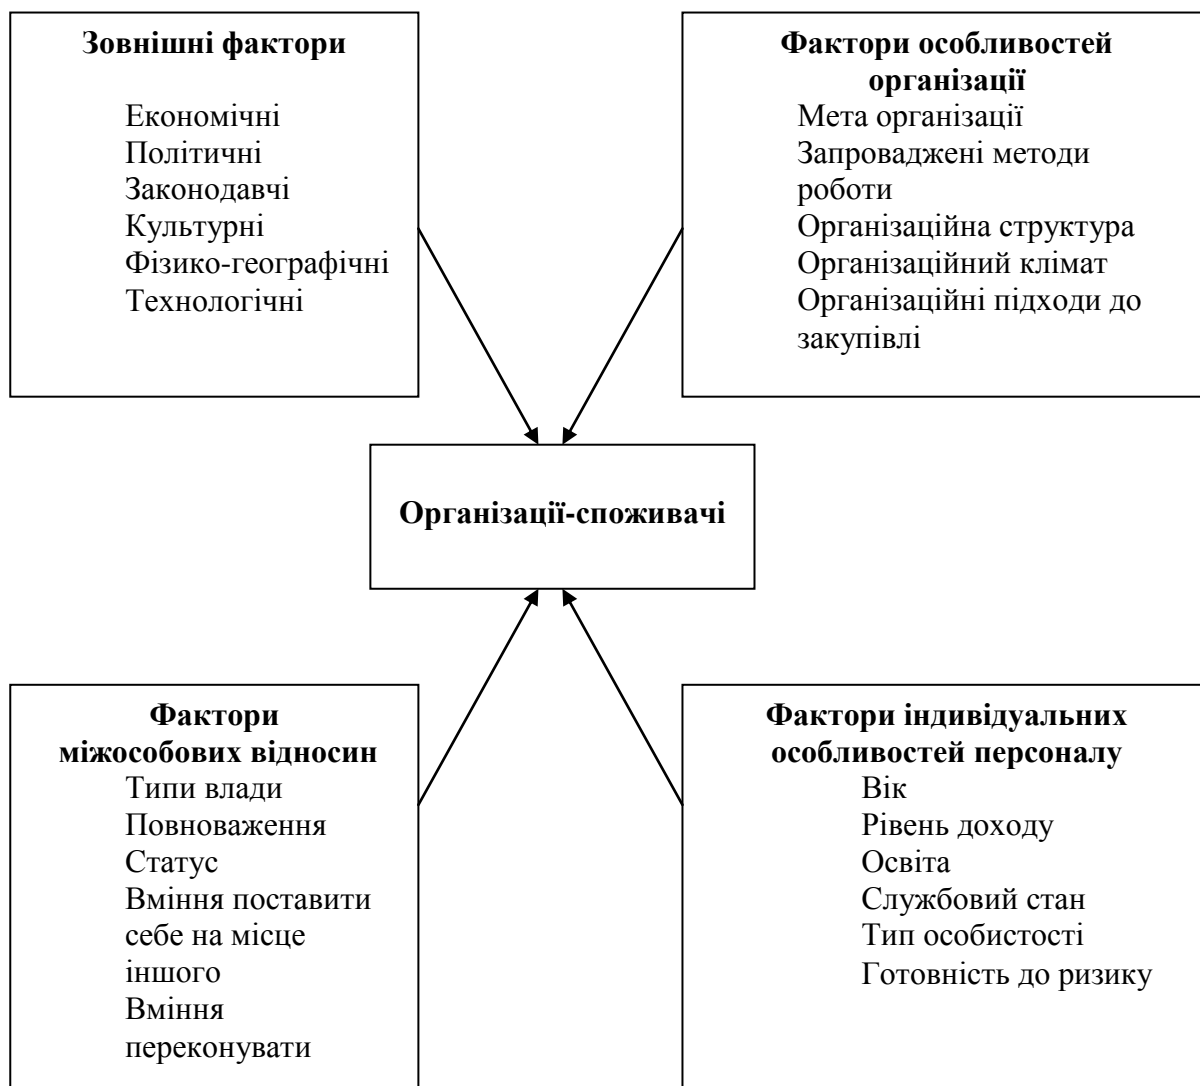 Зовнішні фактори
Економічні
Політичні
Законодавчі
Культурні
Фізико-географічні
Технологічні
Фактори особливостей
організації
Мета організації
Запроваджені методи
роботи
Організаційна структура
Організаційний клімат
Організаційні підходи до
закупівлі
Організації-споживачі
Фактори
міжособових відносин
Типи влади
Повноваження
Статус
Вміння поставити
себе на місце
іншого
Вміння
переконувати
Фактори індивідуальних
особливостей персоналу
Вік
Рівень доходу
Освіта
Службовий стан
Тип особистості
Готовність до ризику